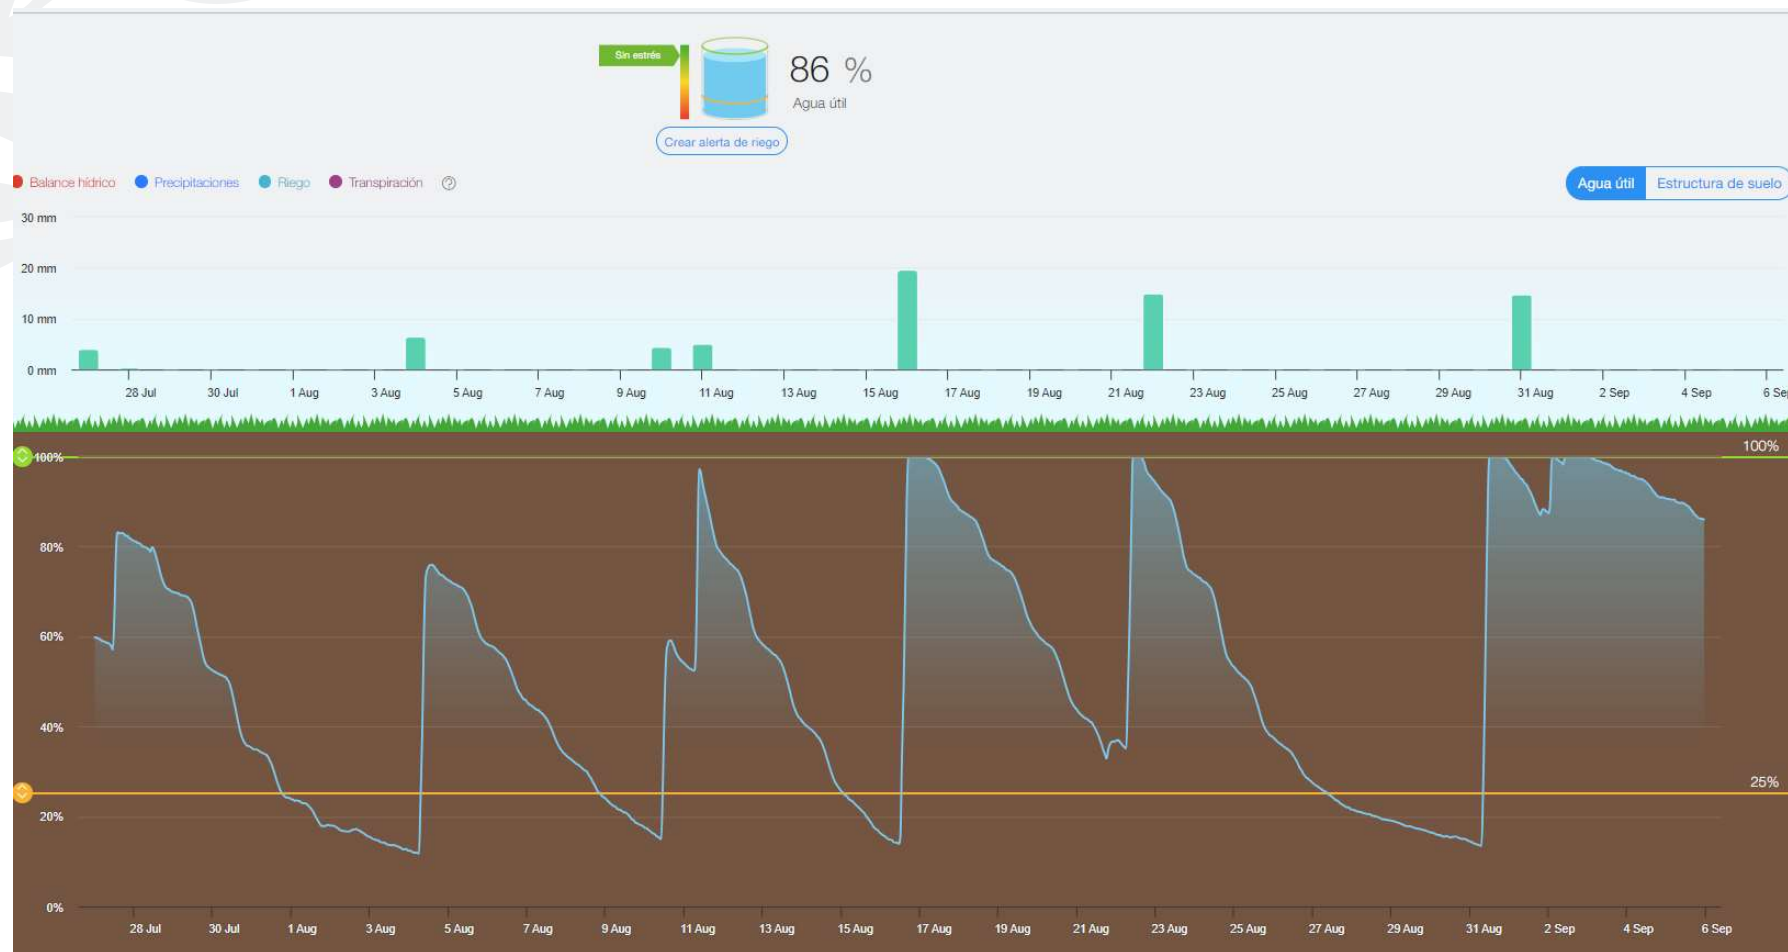 Sin estrés
86 %
Agua útil
Crear alerta de riego
Balance hídrico Precipitaciones Riego Transpiración ?
Agua útil Estructura de suelo
30 mm
20 mm
10 mm
0 mm
28 Jul 30 Jul 1 Aug 3 Aug 5 Aug 7 Aug 9 Aug 11 Aug 13 Aug 15 Aug 17 Aug 19 Aug 21 Aug 23 Aug 25 Aug 27 Aug 29 Aug 31 Aug 2 Sep 4 Sep 6 Sep
100%
100%
80%
60%
40%
25%
20%
0%
28 Jul 30 Jul 1 Aug 3 Aug 5 Aug 7 Aug 9 Aug 11 Aug 13 Aug 15 Aug 17 Aug 19 Aug 21 Aug 23 Aug 25 Aug 27 Aug 29 Aug 31 Aug 2 Sep 4 Sep 6 Sep